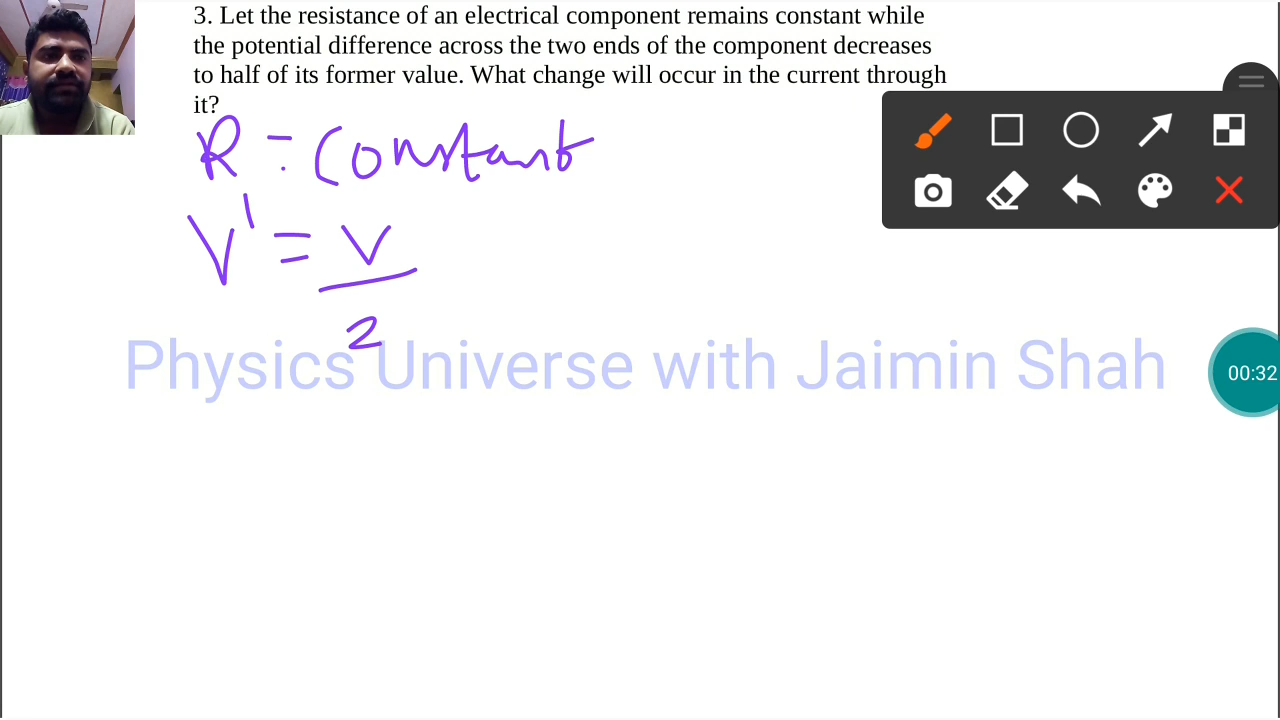 3. Let the resistance of an electrical component remains constant while
the potential difference across the two ends of the component decreases
to half of its former value. What change will occur in the current through
it?
R = Constant
V' = V
2
Physics Universe with Jaimin Shah
00:32